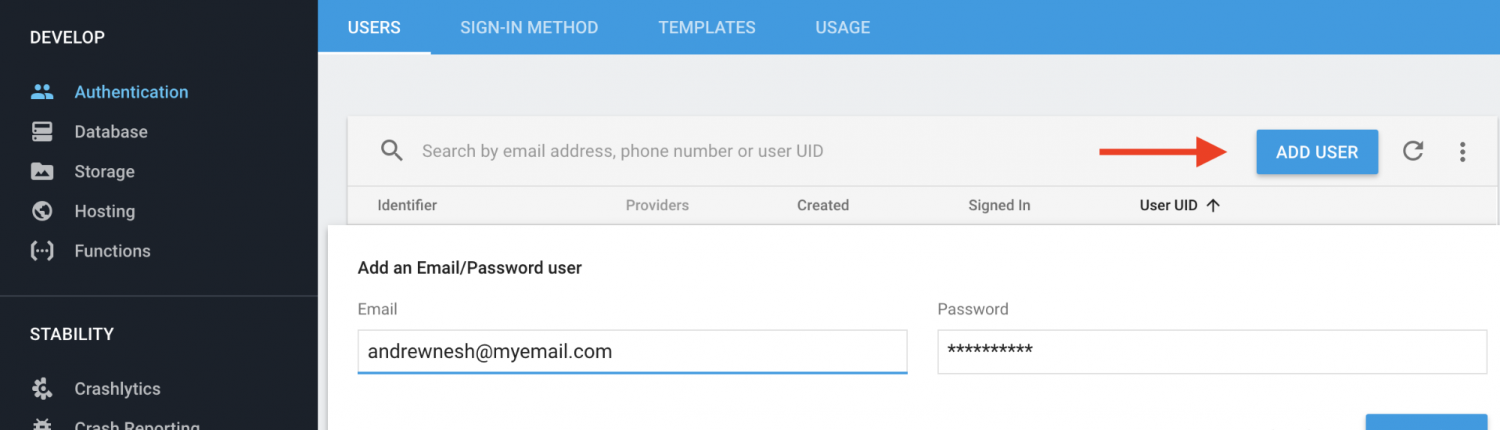 DEVELOP
Authentication
Database
Storage
Hosting
Functions
STABILITY
Crashlytics
Crash Reporting
USERS SIGN-IN METHOD TEMPLATES USAGE
Search by email address, phone number or user UID ADD USER
Identifier Providers Created Signed In User UID
Add an Email/Password user
Email Password
andrewnesh@myemail.com **********